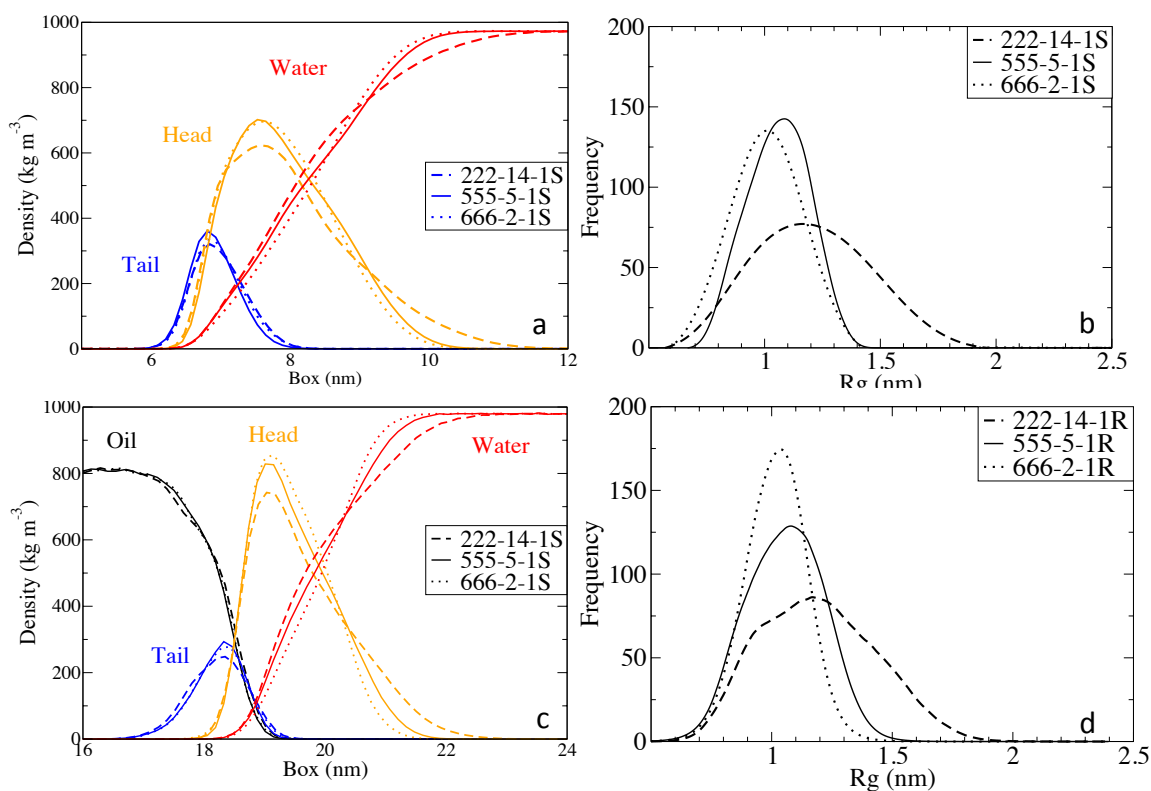 1000
800
600
400
200
0
Density (kg m⁻³)
Water
Head
Tail
222-14-1S
555-5-1S
666-2-1S
a
6
8
10
12
Box (nm)
200
150
100
50
0
Frequency
222-14-1S
555-5-1S
666-2-1S
b
1
1.5
2
2.5
Rg (nm)
1000
800
600
400
200
0
Density (kg m⁻³)
Oil
Head
Water
Tail
222-14-1S
555-5-1S
666-2-1S
c
16
18
20
22
24
Box (nm)
200
150
100
50
0
Frequency
222-14-1R
555-5-1R
666-2-1R
d
1
1.5
2
2.5
Rg (nm)